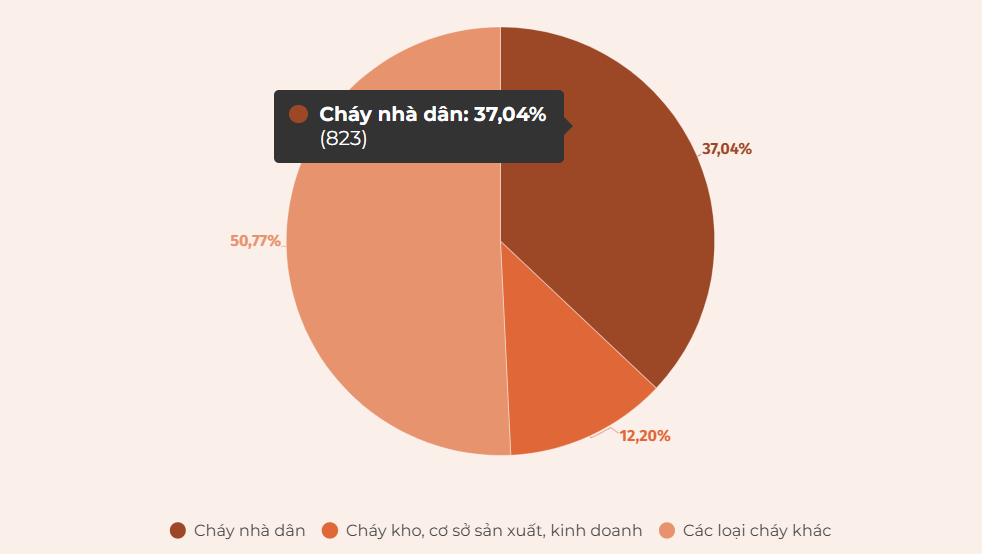 Cháy nhà dân: 37,04%
(823)
37,04%
50,77%
12,20%
Cháy nhà dân
Cháy kho, cơ sở sản xuất, kinh doanh
Các loại cháy khác